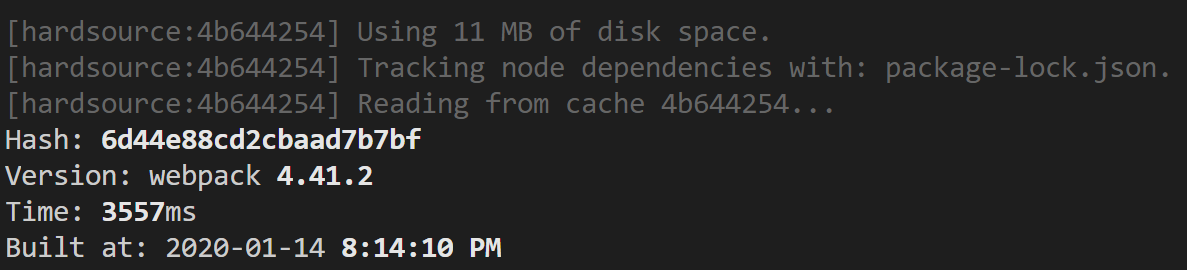 [hardsource:4b644254] Using 11 MB of disk space.
[hardsource:4b644254] Tracking node dependencies with: package-lock.json.
[hardsource:4b644254] Reading from cache 4b644254...
Hash: 6d44e88cd2cbaad7b7bf
Version: webpack 4.41.2
Time: 3557ms
Built at: 2020-01-14 8:14:10 PM